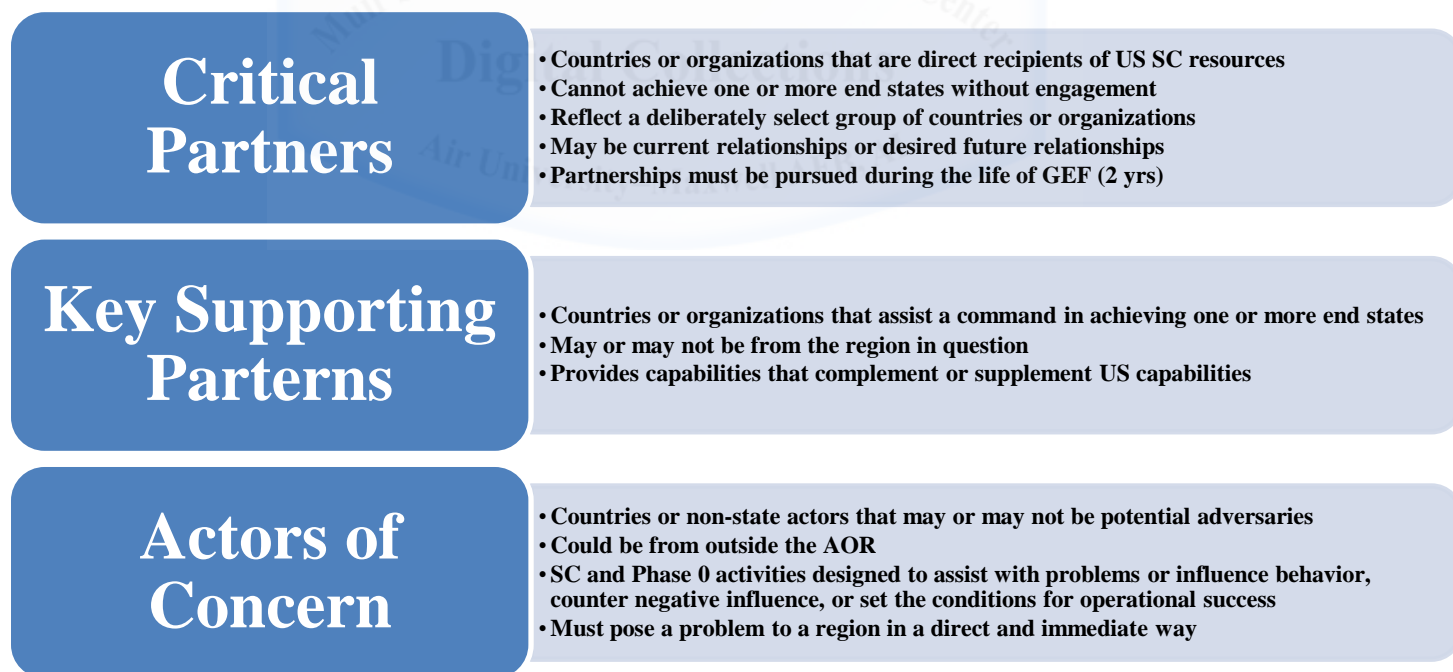 Critical
Partners
• Countries or organizations that are direct recipients of US SC resources
• Cannot achieve one or more end states without engagement
• Reflect a deliberately select group of countries or organizations
• May be current relationships or desired future relationships
• Partnerships must be pursued during the life of GEF (2 yrs)
Key Supporting
Parterns
• Countries or organizations that assist a command in achieving one or more end states
• May or may not be from the region in question
• Provides capabilities that complement or supplement US capabilities
Actors of
Concern
• Countries or non-state actors that may or may not be potential adversaries
• Could be from outside the AOR
• SC and Phase 0 activities designed to assist with problems or influence behavior,
counter negative influence, or set the conditions for operational success
• Must pose a problem to a region in a direct and immediate way
Center
Digital Collections
Air University